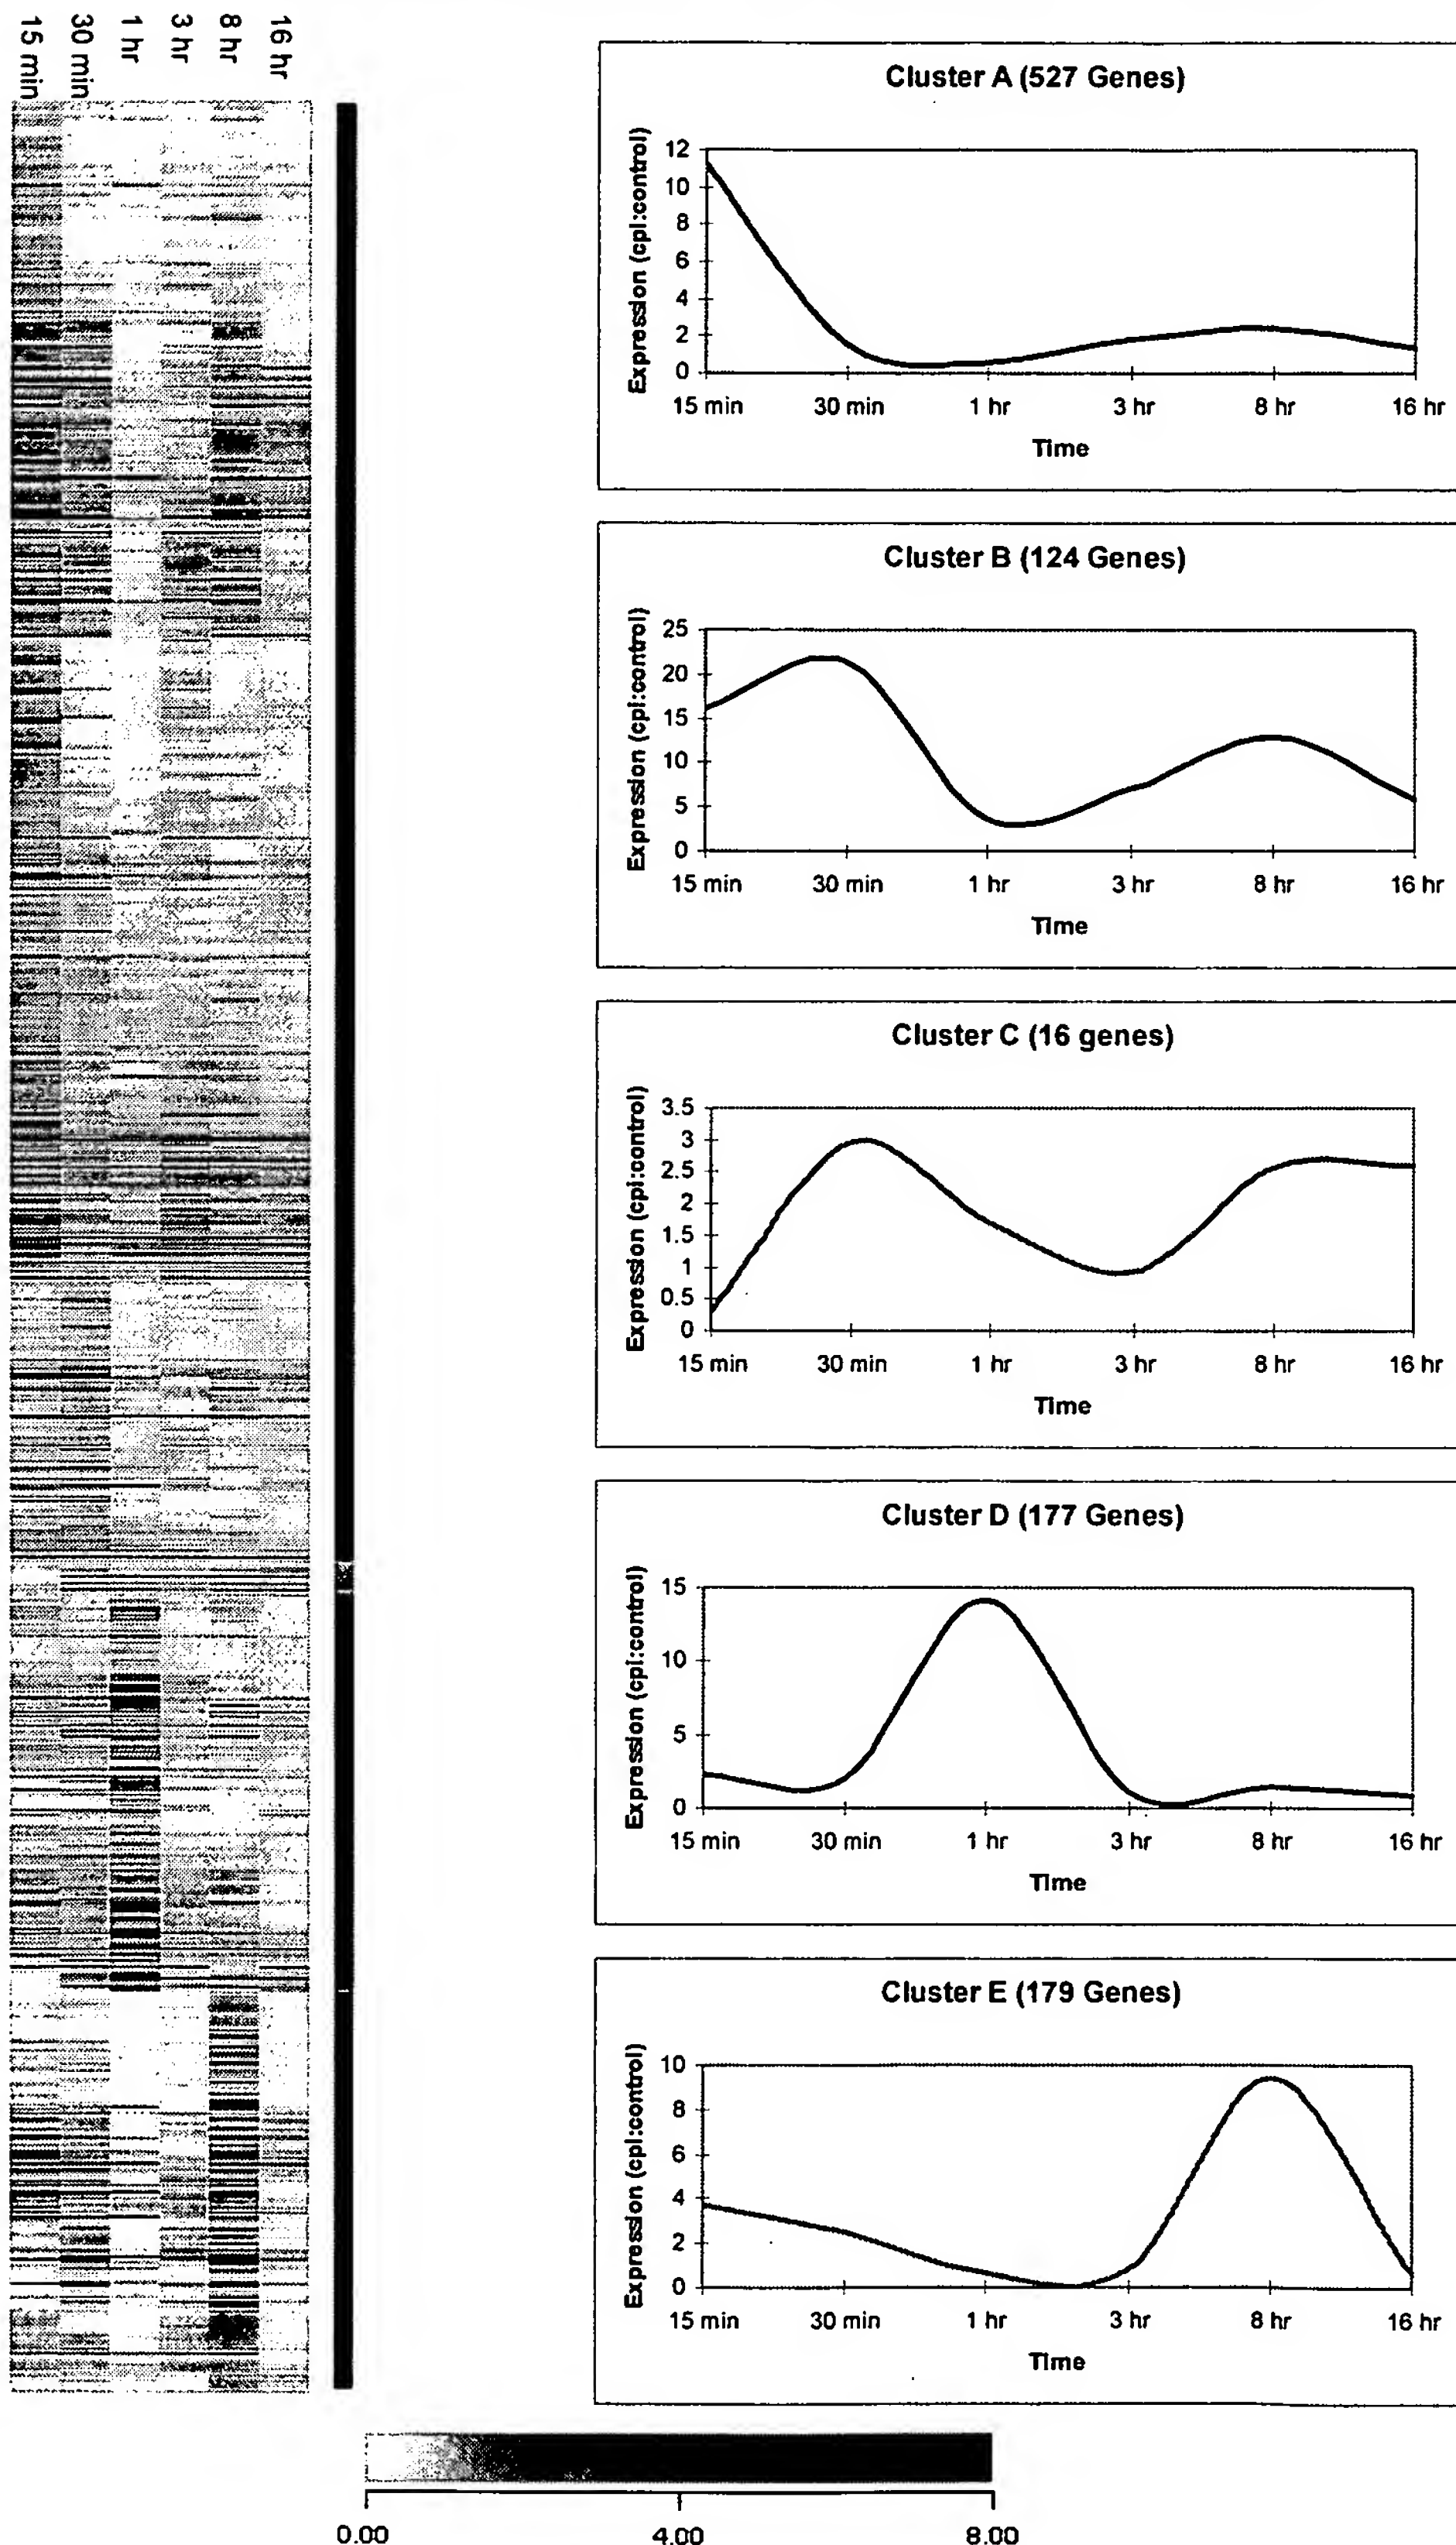 15 min
30 min
1 hr
3 hr
8 hr
16 hr
Cluster A (527 Genes)
Expression (cpl:control)
12
10
8
6
4
2
0
15 min 30 min 1 hr 3 hr 8 hr 16 hr
Time
Cluster B (124 Genes)
Expression (cpl:control)
25
20
15
10
5
0
15 min 30 min 1 hr 3 hr 8 hr 16 hr
Time
Cluster C (16 genes)
Expression (cpl:control)
3.5
3
2.5
2
1.5
1
0.5
0
15 min 30 min 1 hr 3 hr 8 hr 16 hr
Time
Cluster D (177 Genes)
Expression (cpl:control)
15
10
5
0
15 min 30 min 1 hr 3 hr 8 hr 16 hr
Time
Cluster E (179 Genes)
Expression (cpl:control)
10
8
6
4
2
0
15 min 30 min 1 hr 3 hr 8 hr 16 hr
Time
0.00 4.00 8.00